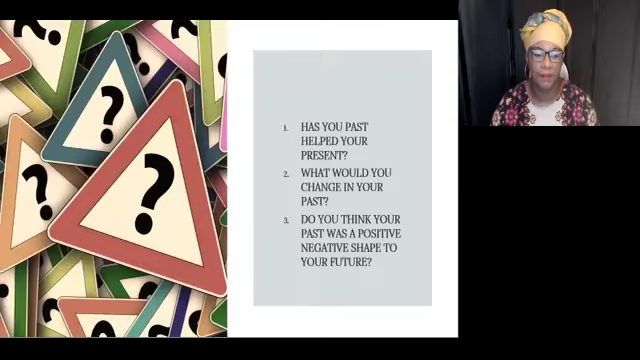 1. HAS YOU PAST
HELPED YOUR
PRESENT?
2. WHAT WOULD YOU
CHANGE IN YOUR
PAST?
3. DO YOU THINK YOUR
PAST WAS A POSITIVE
NEGATIVE SHAPE TO
YOUR FUTURE?
?
?
?